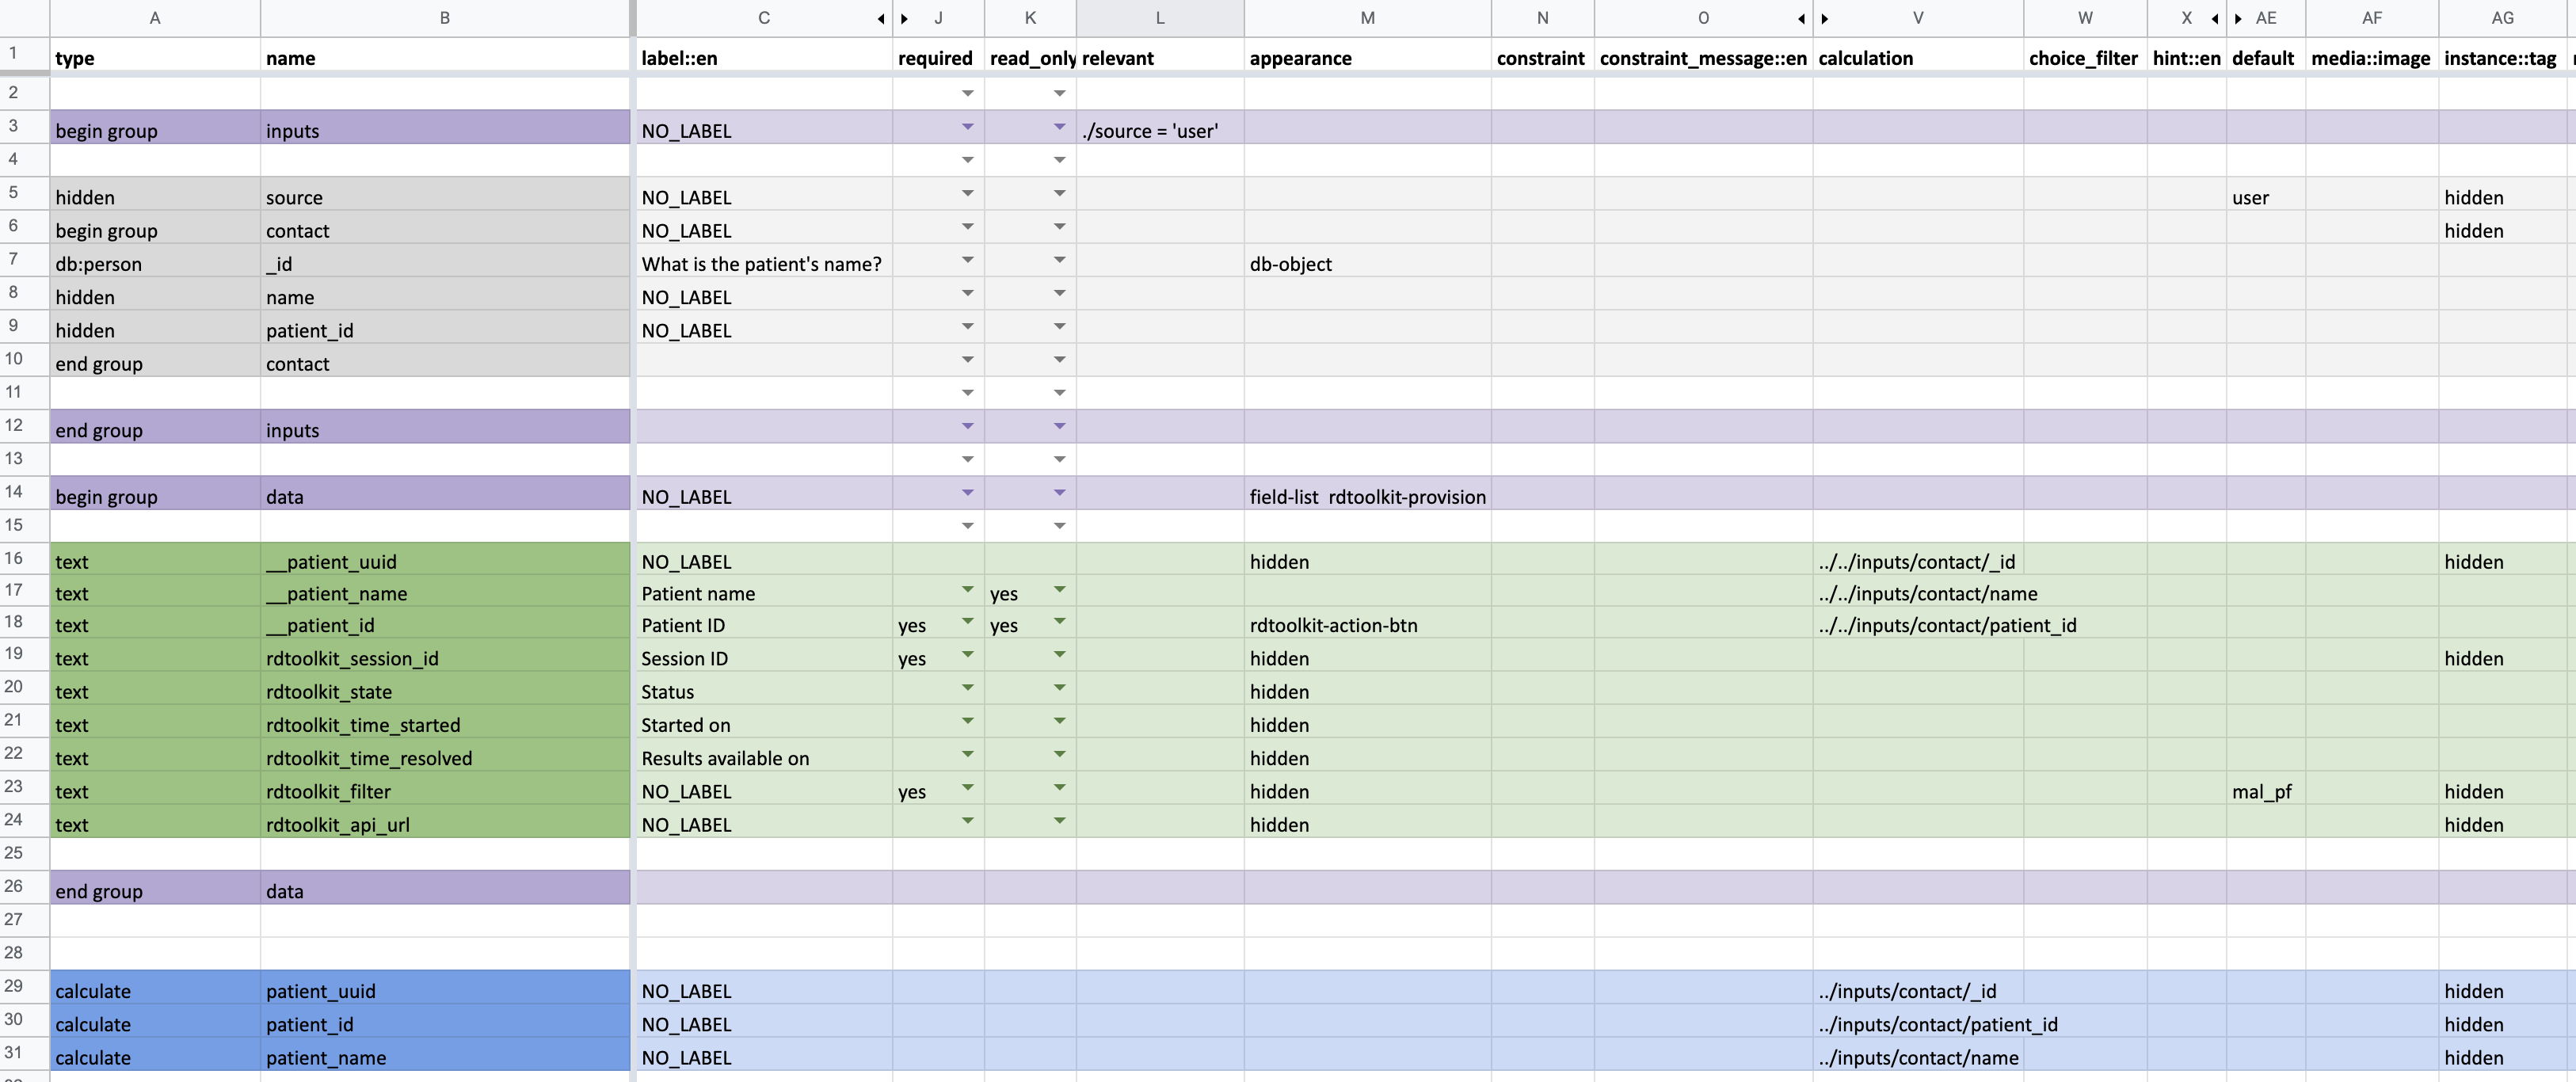 A B C J K L M N O V W X AE AF AG
1 type name label::en required read_only relevant appearance constraint constraint_message::en calculation choice_filter hint::en default media::image instance::tag
2
3 begin group inputs NO_LABEL ./source = 'user'
4
5 hidden source NO_LABEL user hidden
6 begin group contact NO_LABEL hidden
7 db:person _id What is the patient's name? db-object
8 hidden name NO_LABEL
9 hidden patient_id NO_LABEL
10 end group contact
11
12 end group inputs
13
14 begin group data NO_LABEL field-list rdtoolkit-provision
15
16 text __patient_uuid NO_LABEL hidden ../../inputs/contact/_id hidden
17 text __patient_name Patient name yes ../../inputs/contact/name
18 text __patient_id Patient ID yes yes rdtoolkit-action-btn ../../inputs/contact/patient_id
19 text rdtoolkit_session_id Session ID yes hidden hidden
20 text rdtoolkit_state Status hidden
21 text rdtoolkit_time_started Started on hidden
22 text rdtoolkit_time_resolved Results available on hidden
23 text rdtoolkit_filter NO_LABEL yes hidden mal_pf hidden
24 text rdtoolkit_api_url NO_LABEL hidden hidden
25
26 end group data
27
28
29 calculate patient_uuid NO_LABEL ../inputs/contact/_id hidden
30 calculate patient_id NO_LABEL ../inputs/contact/patient_id hidden
31 calculate patient_name NO_LABEL ../inputs/contact/name hidden